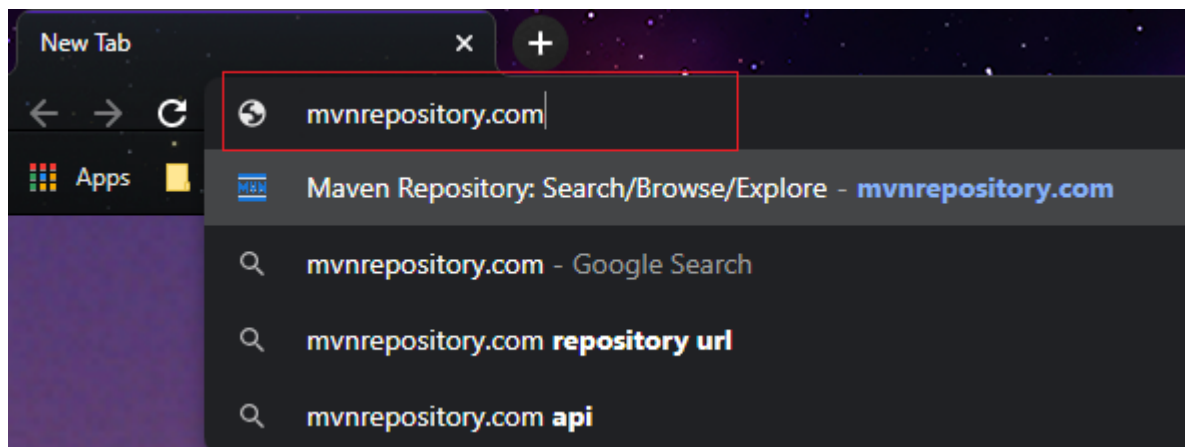 New Tab
mvnrepository.com
Apps
Maven Repository: Search/Browse/Explore - mvnrepository.com
mvnrepository.com - Google Search
mvnrepository.com repository url
mvnrepository.com api